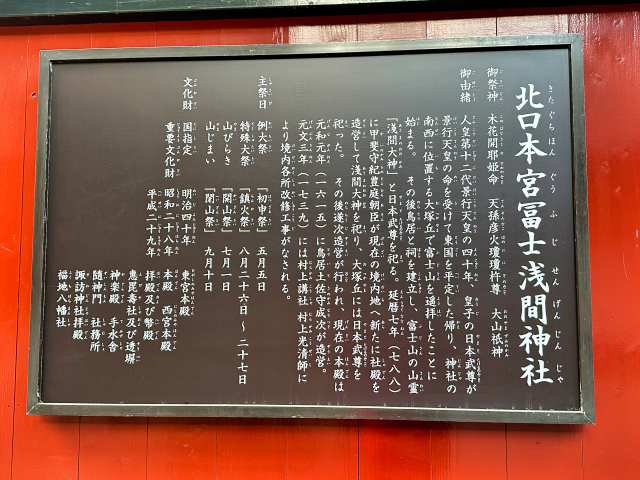 北口本宮冨士浅間神社
きたぐちほんぐうふじせんげんじんじゃ
御祭神 木花開耶姫命 天孫彦火瓊瓊杵尊 大山祇神
御由緒 人皇第十二代景行天皇の四十年、皇子の日本武尊が
景行天皇の命を受けて東国を平定した帰り、神社の
南西に位置する大塚丘で富士山を遥拝したことに
始まる。 その後鳥居と祠を建立し、富士山の山霊
『浅間大神』と日本武尊を祀る。延暦七年（七八八）
に甲斐守紀豊庭朝臣が現在の境内地へ新たに社殿を
造営して浅間大神を祀り、大塚丘には日本武尊を
祀った。 その後逐次造営が行われ、現在の本殿は
元和元年（一六一五）に鳥居土佐守成次が造営。
元文三年（一七三九）には村上講社 村上光清師に
より境内各所改修工事がなされる。
主祭日 例大祭 『初申祭』 五月五日
特殊大祭 『鎮火祭』 八月二十六日～二十七日
山びらき 『開山祭』 七月一日
山じまい 『閉山祭』 九月十日
文化財 国指定 明治四十年 東宮本殿
重要文化財 昭和二十八年 本殿 西宮本殿
平成二十九年 拝殿及び幣殿
恵毘壽社及び透塀
神楽殿 手水舎
随神門 社務所
諏訪神社拝殿
福地八幡社